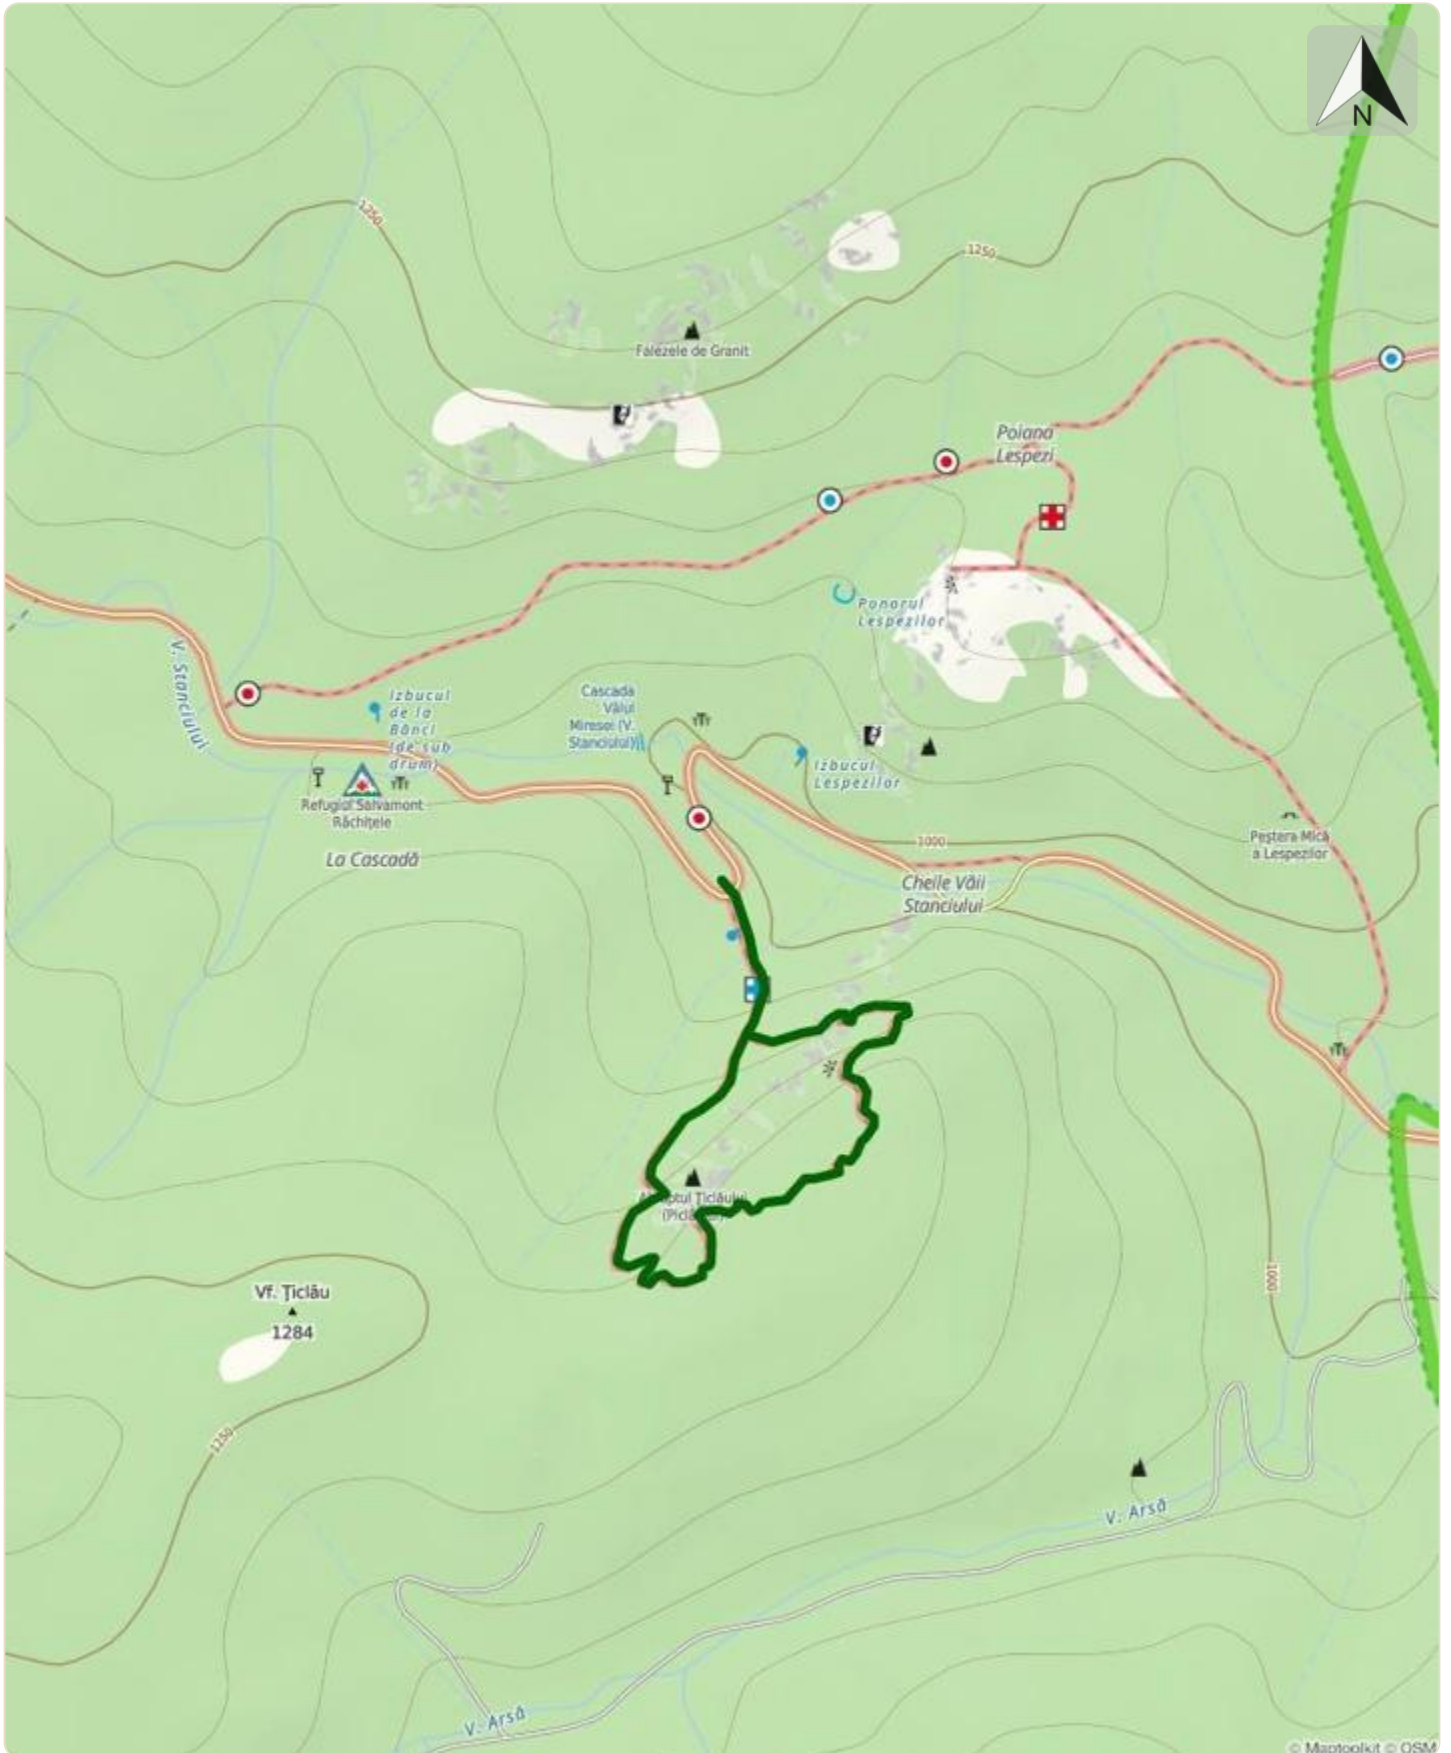 N
1250
1250
Falezele de Granit
Poiana
Lespezi
Ponorul
Lespezilor
V. Stanciului
Izbucul
de la
Bănci
(de sub
drum)
Cascada
Vălul
Miresei (V.
Stanciului)
Izbucul
Lespezilor
Refugiul Salvamont
Răchițele
La Cascadă
1000
Peștera Mică
a Lespezilor
Cheile Văii
Stanciului
Țiclăului
Vf. Țiclău
1284
1000
1250
V. Arsă
V. Arsă
© Maptoolkit © OSM